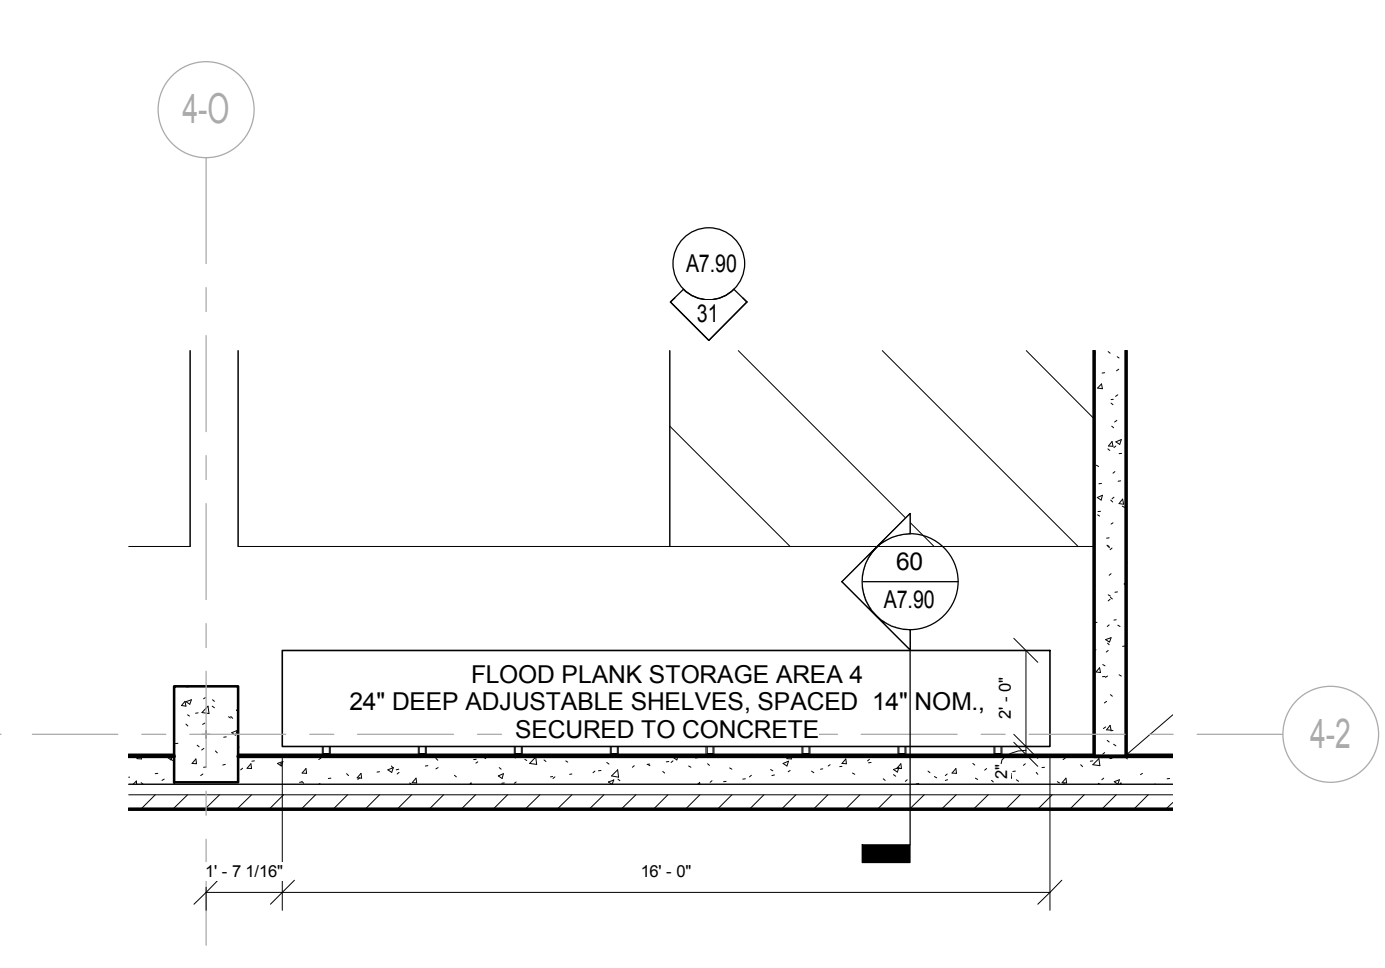 4-0
A7.90
31
60
A7.90
FLOOD PLANK STORAGE AREA 4
24" DEEP ADJUSTABLE SHELVES, SPACED 14" NOM.,
SECURED TO CONCRETE
2' - 0"
2"
4-2
1' - 7 1/16"
16' - 0"